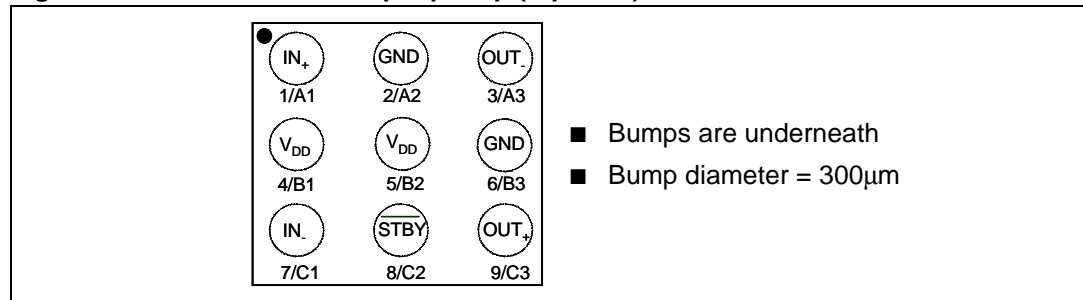 IN+ GND OUT-
1/A1 2/A2 3/A3
VDD VDD GND
4/B1 5/B2 6/B3
IN- STBY OUT+
7/C1 8/C2 9/C3
■ Bumps are underneath
■ Bump diameter = 300μm